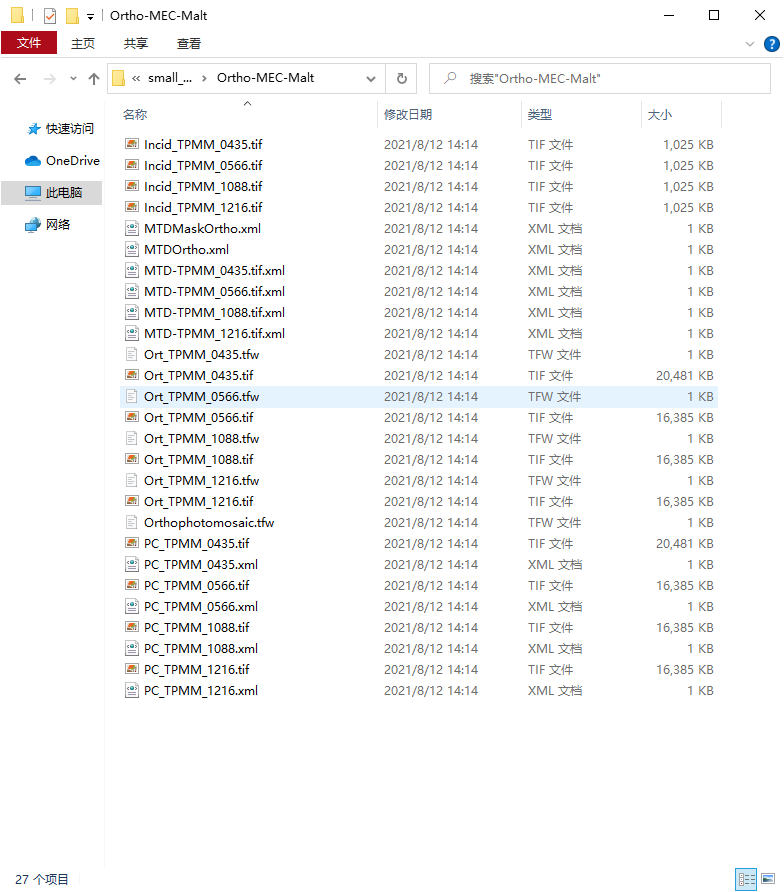 Ortho-MEC-Malt
文件 主页 共享 查看
« small_... › Ortho-MEC-Malt 搜索"Ortho-MEC-Malt"
名称 修改日期 类型 大小
快速访问
OneDrive
此电脑
网络
Incid_TPMM_0435.tif 2021/8/12 14:14 TIF 文件 1,025 KB
Incid_TPMM_0566.tif 2021/8/12 14:14 TIF 文件 1,025 KB
Incid_TPMM_1088.tif 2021/8/12 14:14 TIF 文件 1,025 KB
Incid_TPMM_1216.tif 2021/8/12 14:14 TIF 文件 1,025 KB
MTDMaskOrtho.xml 2021/8/12 14:14 XML 文档 1 KB
MTDOrtho.xml 2021/8/12 14:14 XML 文档 1 KB
MTD-TPMM_0435.tif.xml 2021/8/12 14:14 XML 文档 1 KB
MTD-TPMM_0566.tif.xml 2021/8/12 14:14 XML 文档 1 KB
MTD-TPMM_1088.tif.xml 2021/8/12 14:14 XML 文档 1 KB
MTD-TPMM_1216.tif.xml 2021/8/12 14:14 XML 文档 1 KB
Ort_TPMM_0435.tfw 2021/8/12 14:14 TFW 文件 1 KB
Ort_TPMM_0435.tif 2021/8/12 14:14 TIF 文件 20,481 KB
Ort_TPMM_0566.tfw 2021/8/12 14:14 TFW 文件 1 KB
Ort_TPMM_0566.tif 2021/8/12 14:14 TIF 文件 16,385 KB
Ort_TPMM_1088.tfw 2021/8/12 14:14 TFW 文件 1 KB
Ort_TPMM_1088.tif 2021/8/12 14:14 TIF 文件 16,385 KB
Ort_TPMM_1216.tfw 2021/8/12 14:14 TFW 文件 1 KB
Ort_TPMM_1216.tif 2021/8/12 14:14 TIF 文件 16,385 KB
Orthophotomosaic.tfw 2021/8/12 14:14 TFW 文件 1 KB
PC_TPMM_0435.tif 2021/8/12 14:14 TIF 文件 20,481 KB
PC_TPMM_0435.xml 2021/8/12 14:14 XML 文档 1 KB
PC_TPMM_0566.tif 2021/8/12 14:14 TIF 文件 16,385 KB
PC_TPMM_0566.xml 2021/8/12 14:14 XML 文档 1 KB
PC_TPMM_1088.tif 2021/8/12 14:14 TIF 文件 16,385 KB
PC_TPMM_1088.xml 2021/8/12 14:14 XML 文档 1 KB
PC_TPMM_1216.tif 2021/8/12 14:14 TIF 文件 16,385 KB
PC_TPMM_1216.xml 2021/8/12 14:14 XML 文档 1 KB
27 个项目